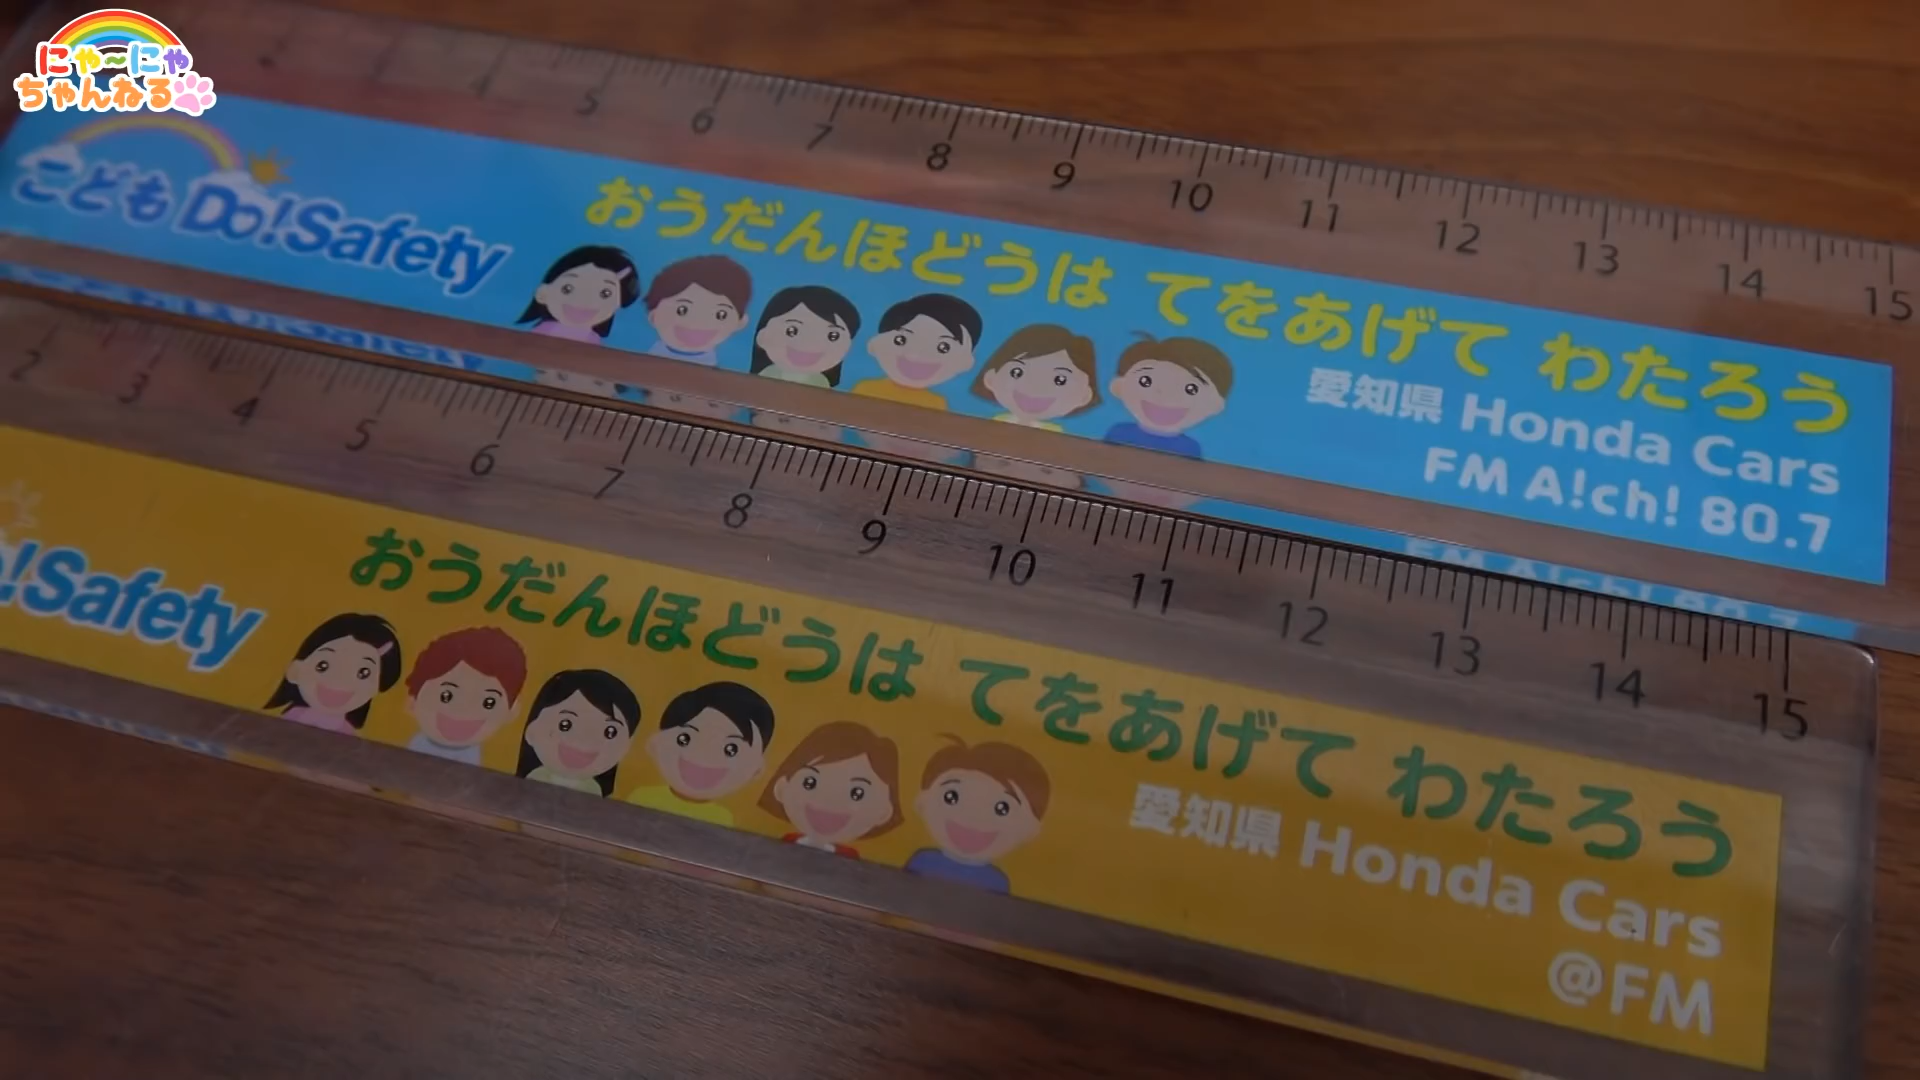 にゃ～にゃ
ちゃんねる
4 5 6 7 8 9 10 11 12 13 14 15
こども Do!Safety
おうだんほどうは てをあげて わたろう
愛知県 Honda Cars
FM A!ch! 80.7
2 3 4 5 6 7 8 9 10 11 12 13 14 15
o!Safety
おうだんほどうは てをあげて わたろう
愛知県 Honda Cars
@FM